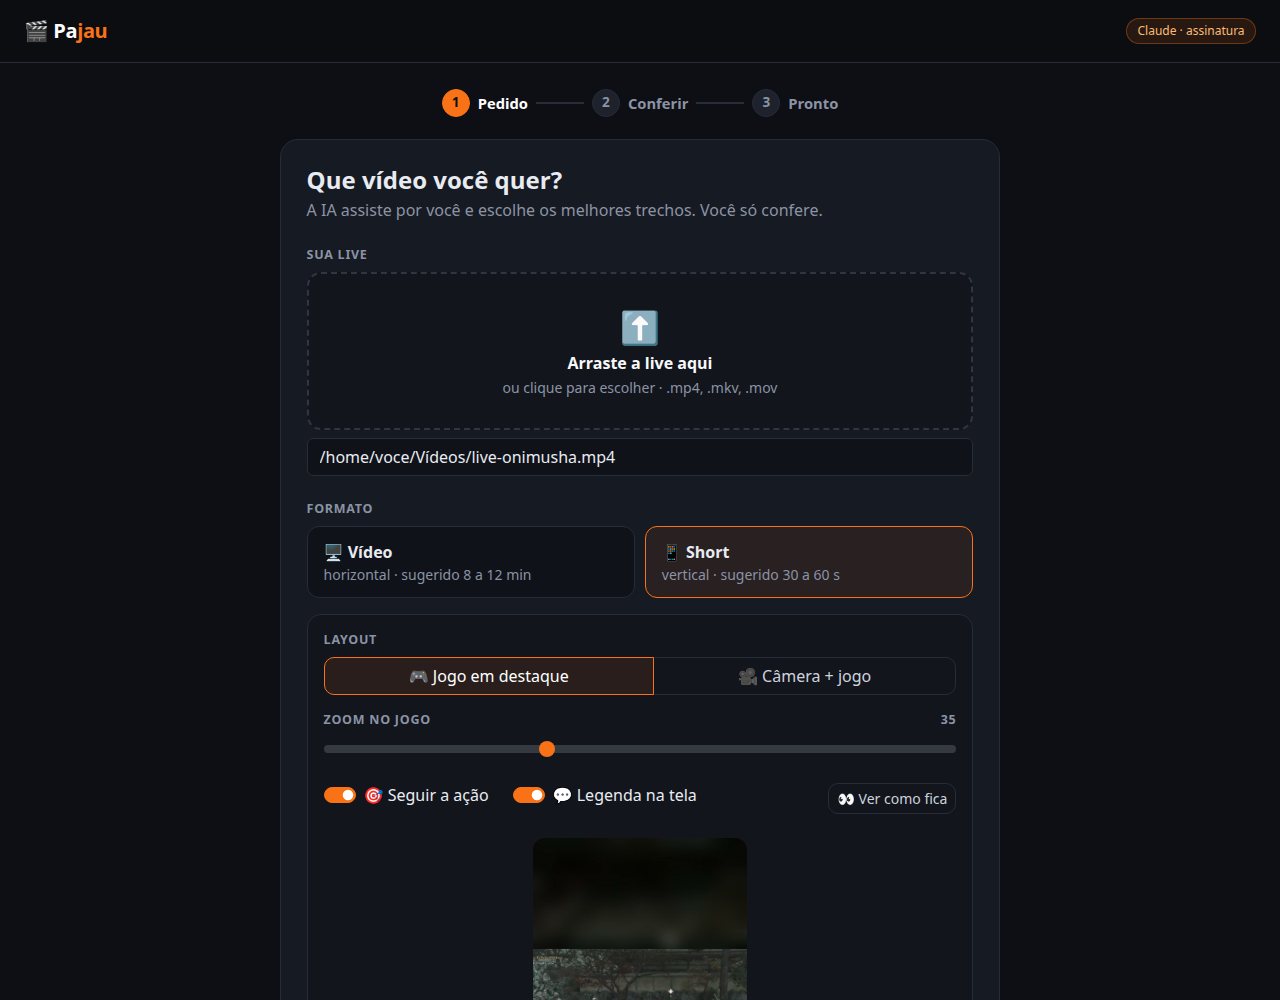 Pajau
Claude · assinatura
1 Pedido 2 Conferir 3 Pronto
Que vídeo você quer?
A IA assiste por você e escolhe os melhores trechos. Você só confere.
SUA LIVE
Arraste a live aqui
ou clique para escolher · .mp4, .mkv, .mov
/home/voce/Vídeos/live-onimusha.mp4
FORMATO
Vídeo
horizontal · sugerido 8 a 12 min
Short
vertical · sugerido 30 a 60 s
LAYOUT
Jogo em destaque
Câmera + jogo
ZOOM NO JOGO 35
Seguir a ação
Legenda na tela
Ver como fica